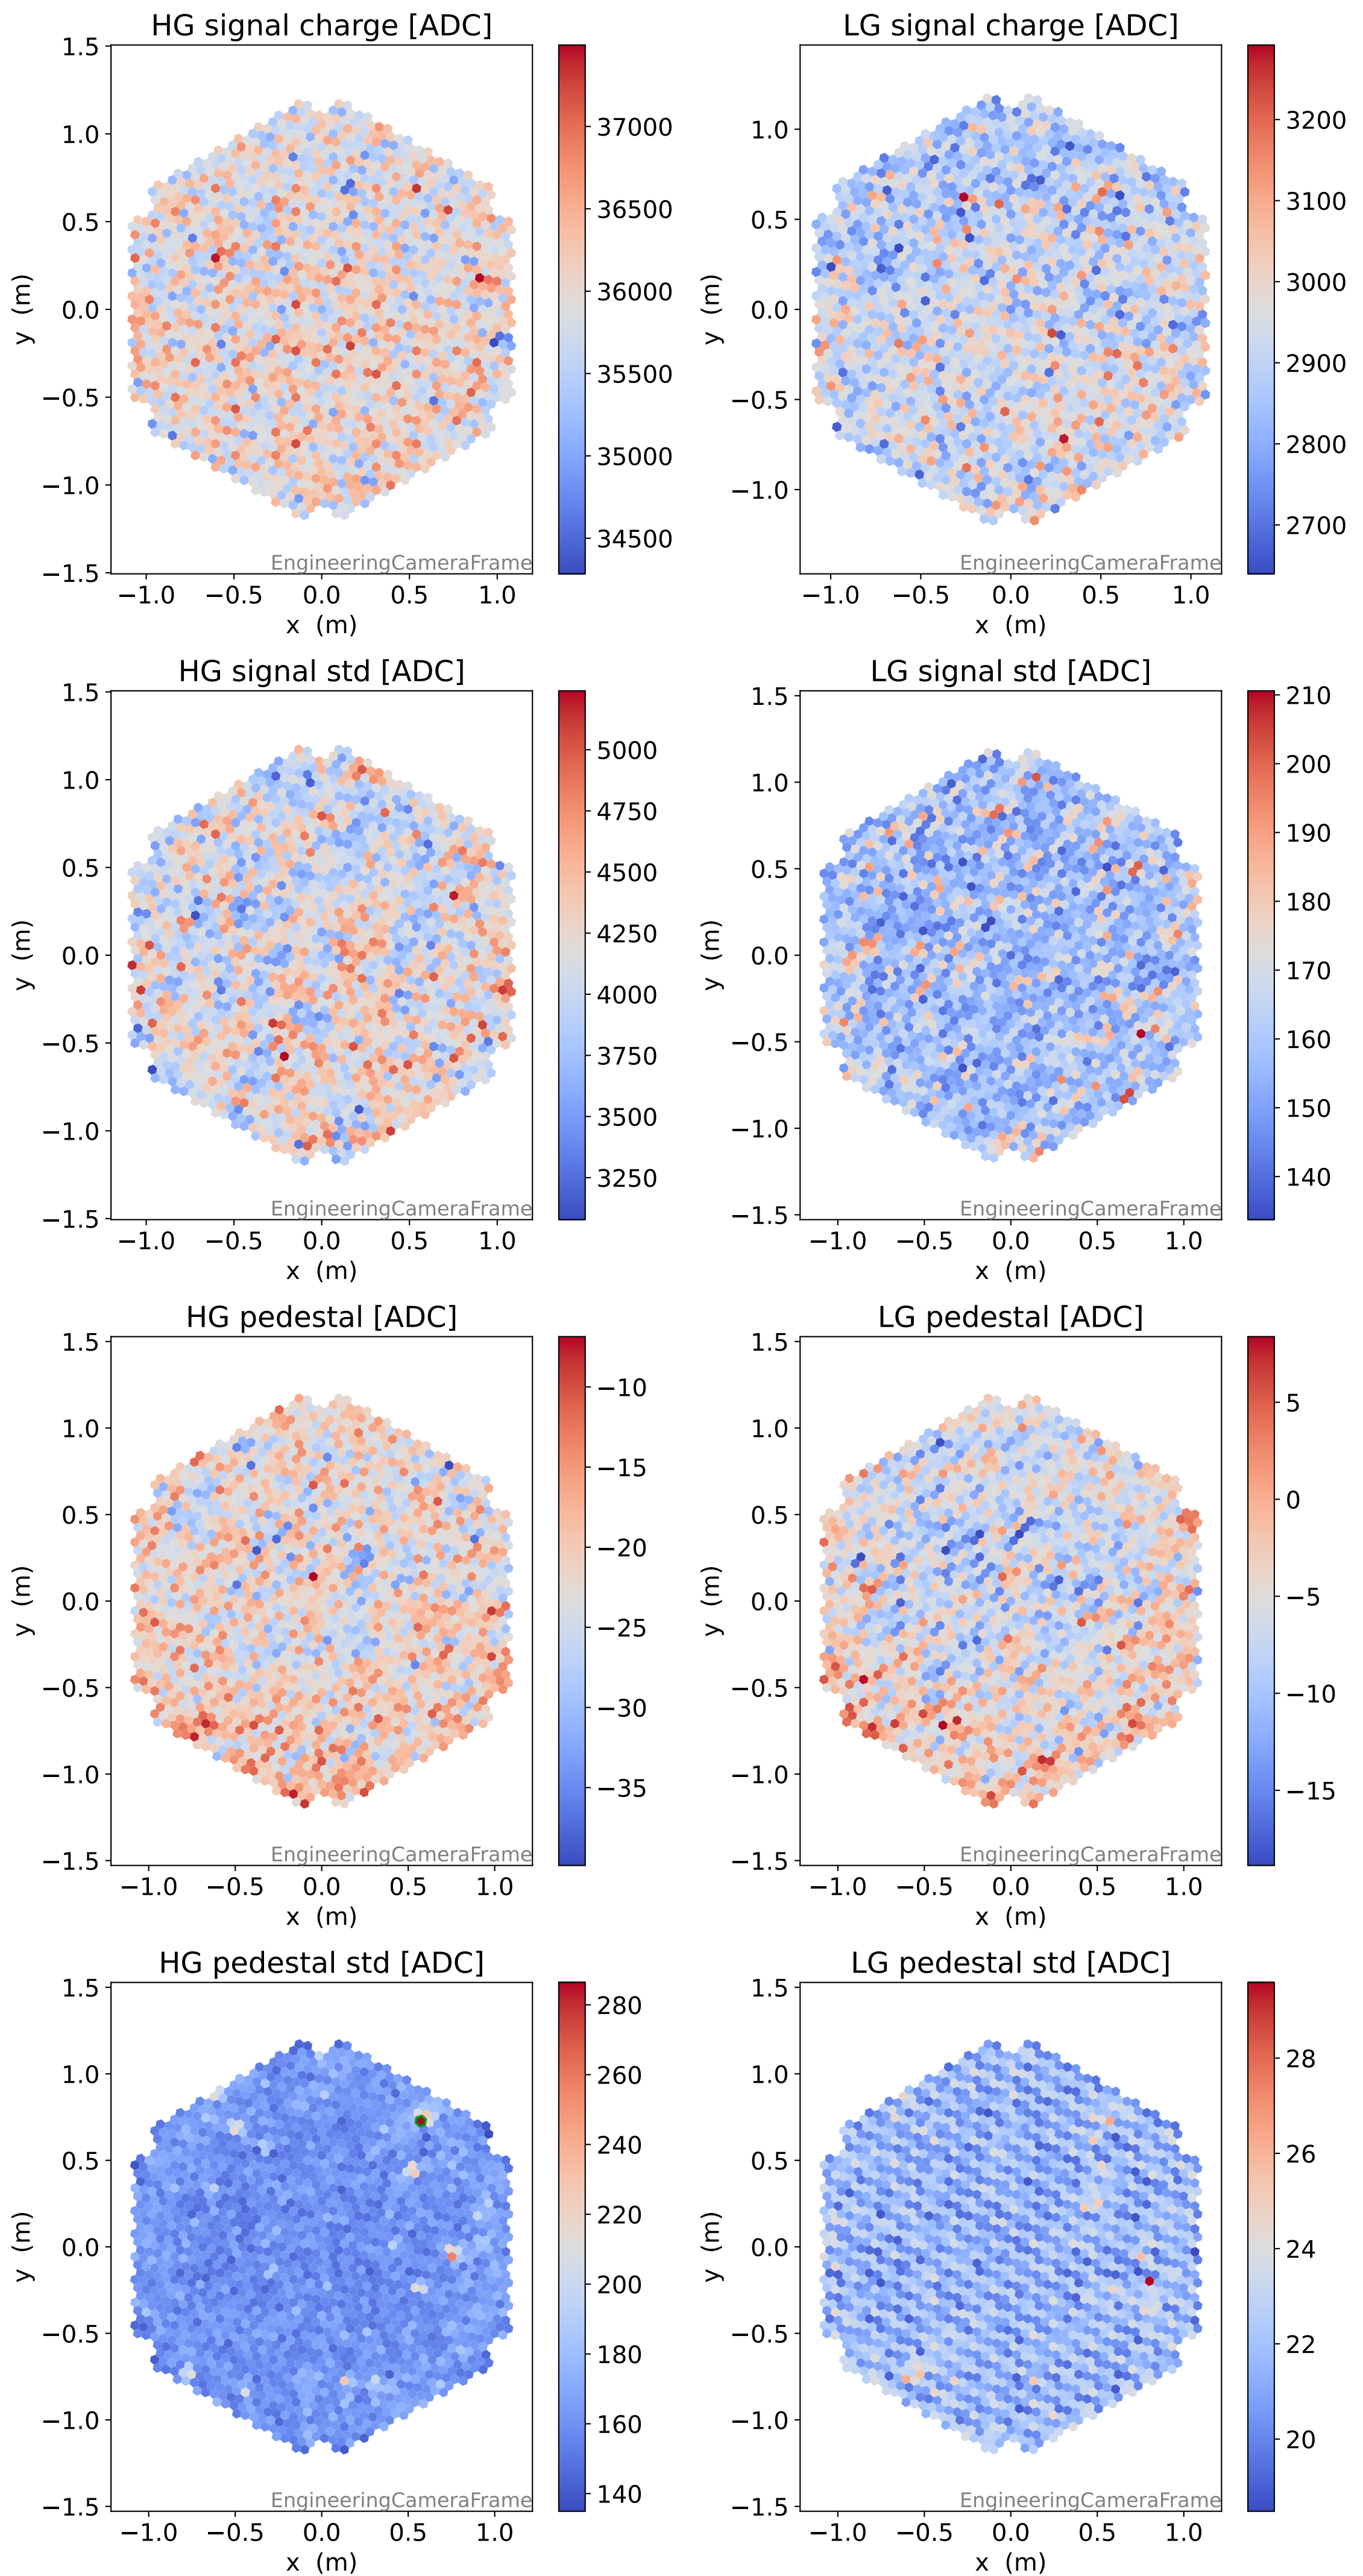 HG signal charge [ADC]
1.5
1.0
0.5
0.0
−0.5
−1.0
−1.5
y (m)
−1.0 −0.5 0.0 0.5 1.0
x (m)
EngineeringCameraFrame
37000
36500
36000
35500
35000
34500
LG signal charge [ADC]
1.0
0.5
0.0
−0.5
−1.0
y (m)
−1.0 −0.5 0.0 0.5 1.0
x (m)
EngineeringCameraFrame
3200
3100
3000
2900
2800
2700
HG signal std [ADC]
1.5
1.0
0.5
0.0
−0.5
−1.0
−1.5
y (m)
−1.0 −0.5 0.0 0.5 1.0
x (m)
EngineeringCameraFrame
5000
4750
4500
4250
4000
3750
3500
3250
LG signal std [ADC]
1.5
1.0
0.5
0.0
−0.5
−1.0
−1.5
y (m)
−1.0 −0.5 0.0 0.5 1.0
x (m)
EngineeringCameraFrame
210
200
190
180
170
160
150
140
HG pedestal [ADC]
1.5
1.0
0.5
0.0
−0.5
−1.0
−1.5
y (m)
−1.0 −0.5 0.0 0.5 1.0
x (m)
EngineeringCameraFrame
−10
−15
−20
−25
−30
−35
LG pedestal [ADC]
1.5
1.0
0.5
0.0
−0.5
−1.0
−1.5
y (m)
−1.0 −0.5 0.0 0.5 1.0
x (m)
EngineeringCameraFrame
5
0
−5
−10
−15
HG pedestal std [ADC]
1.5
1.0
0.5
0.0
−0.5
−1.0
−1.5
y (m)
−1.0 −0.5 0.0 0.5 1.0
x (m)
EngineeringCameraFrame
280
260
240
220
200
180
160
140
LG pedestal std [ADC]
1.5
1.0
0.5
0.0
−0.5
−1.0
−1.5
y (m)
−1.0 −0.5 0.0 0.5 1.0
x (m)
EngineeringCameraFrame
28
26
24
22
20